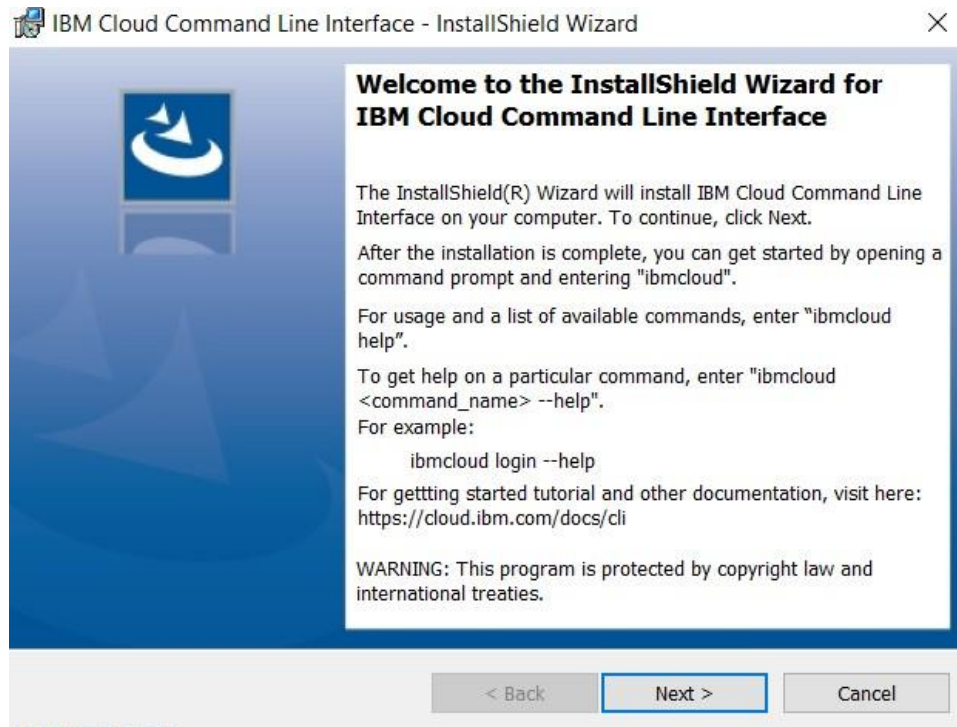 IBM Cloud Command Line Interface - InstallShield Wizard
Welcome to the InstallShield Wizard for
IBM Cloud Command Line Interface
The InstallShield(R) Wizard will install IBM Cloud Command Line
Interface on your computer. To continue, click Next.
After the installation is complete, you can get started by opening a
command prompt and entering "ibmcloud".
For usage and a list of available commands, enter “ibmcloud
help”.
To get help on a particular command, enter "ibmcloud
<command_name> --help".
For example:
ibmcloud login --help
For gettting started tutorial and other documentation, visit here:
https://cloud.ibm.com/docs/cli
WARNING: This program is protected by copyright law and
international treaties.
< Back
Next >
Cancel